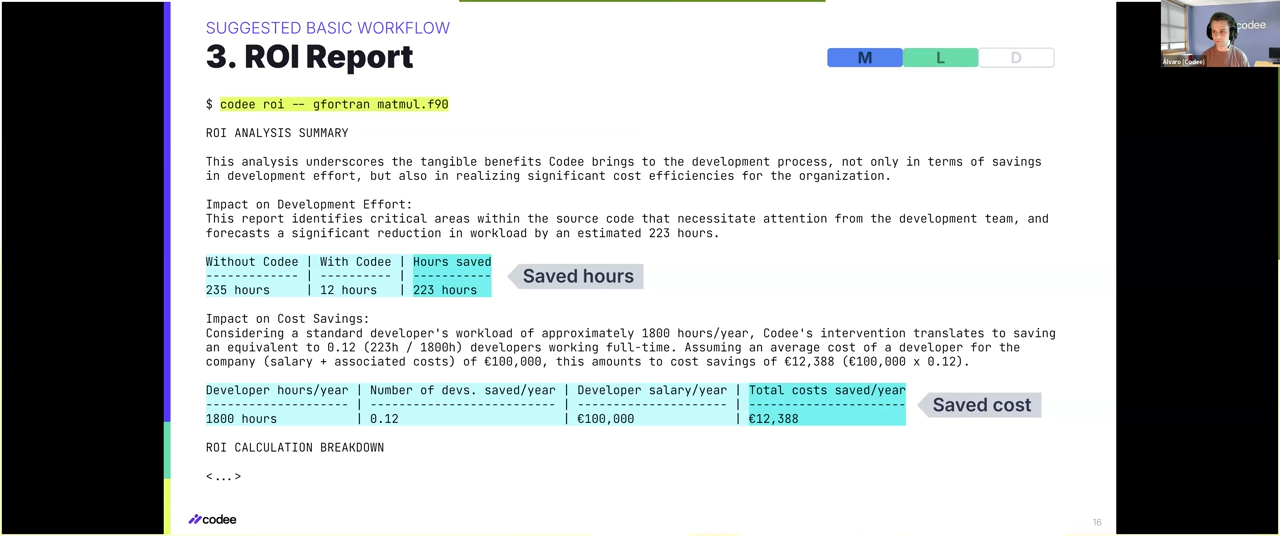 SUGGESTED BASIC WORKFLOW
3. ROI Report
M L D
codee
Álvaro (Codee)
$ codee roi -- gfortran matmul.f90
ROI ANALYSIS SUMMARY
This analysis underscores the tangible benefits Codee brings to the development process, not only in terms of savings
in development effort, but also in realizing significant cost efficiencies for the organization.
Impact on Development Effort:
This report identifies critical areas within the source code that necessitate attention from the development team, and
forecasts a significant reduction in workload by an estimated 223 hours.
Without Codee | With Codee | Hours saved
------------- | ---------- | -----------
235 hours | 12 hours | 223 hours
Saved hours
Impact on Cost Savings:
Considering a standard developer's workload of approximately 1800 hours/year, Codee's intervention translates to saving
an equivalent to 0.12 (223h / 1800h) developers working full-time. Assuming an average cost of a developer for the
company (salary + associated costs) of €100,000, this amounts to cost savings of €12,388 (€100,000 x 0.12).
Developer hours/year | Number of devs. saved/year | Developer salary/year | Total costs saved/year
-------------------- | -------------------------- | --------------------- | ----------------------
1800 hours | 0.12 | €100,000 | €12,388
Saved cost
ROI CALCULATION BREAKDOWN
<...>
codee
16